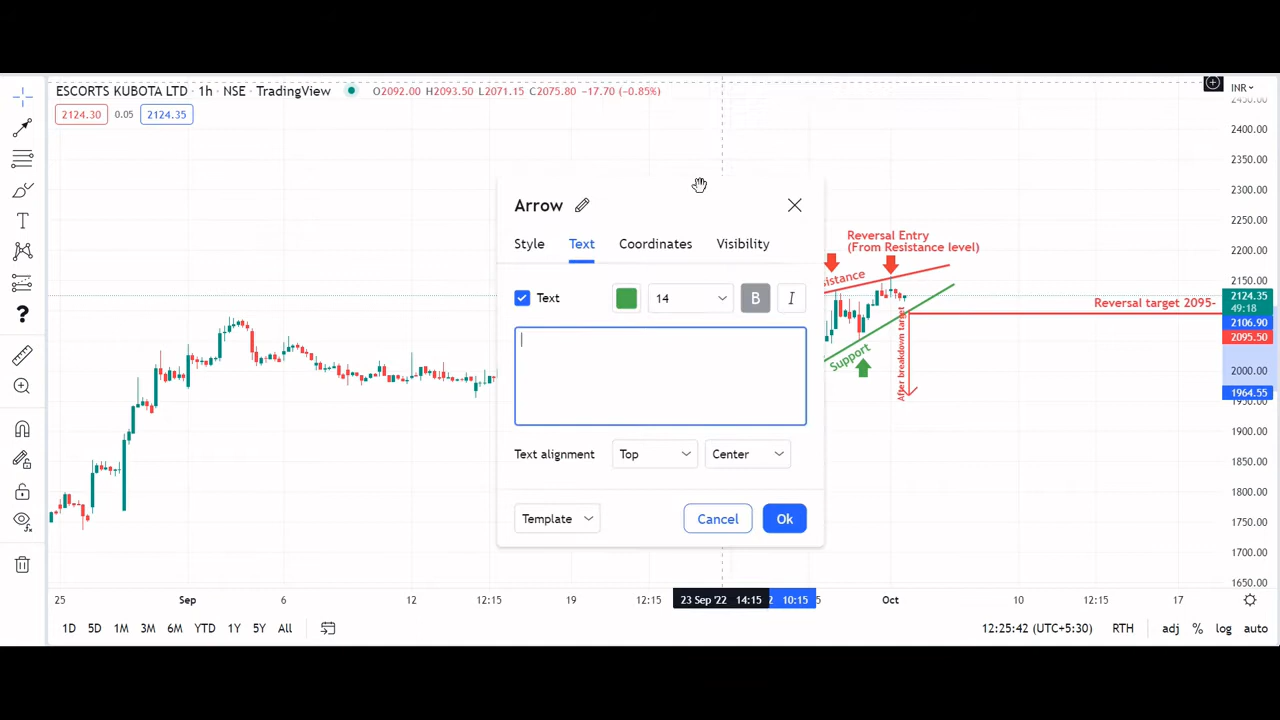 ESCORTS KUBOTA LTD · 1h · NSE · TradingView O2092.00 H2093.50 L2071.15 C2075.80 −17.70 (−0.85%)
2124.30 0.05 2124.35
INR
2450.00
2400.00
2350.00
2300.00
2250.00
2200.00
2150.00
2124.35
49:18
2106.90
2095.50
2000.00
1964.55
1950.00
1900.00
1850.00
1800.00
1750.00
1700.00
1650.00
Arrow
Style Text Coordinates Visibility
Text 14 B I
Text alignment Top Center
Template Cancel Ok
Reversal Entry
(From Resistance level)
sistance
Support
After breakdown target
Reversal target 2095-
25 Sep 6 12 12:15 19 12:15 23 Sep '22 14:15 2 10:15 5 Oct 10 12:15 17
1D 5D 1M 3M 6M YTD 1Y 5Y All 12:25:42 (UTC+5:30) RTH adj % log auto